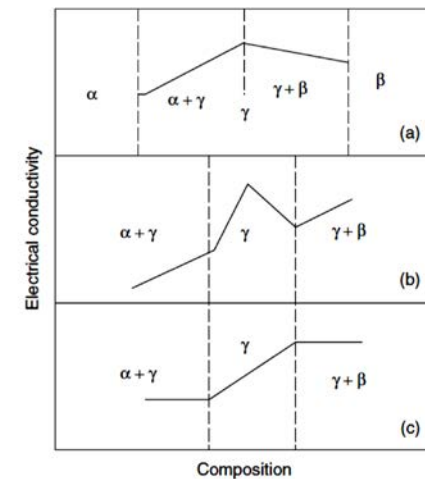 α
α + γ
γ
γ + β
β
(a)
Electrical conductivity
α + γ
γ
γ + β
(b)
α + γ
γ
γ + β
(c)
Composition